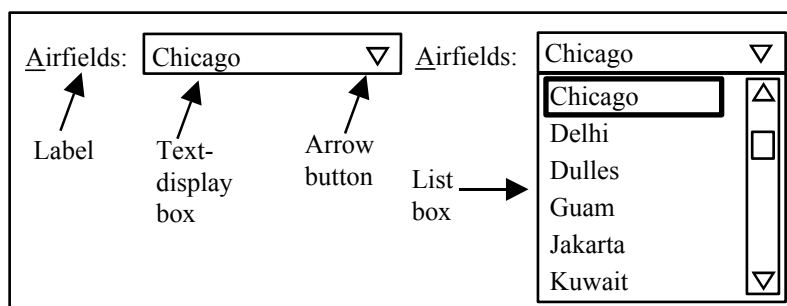 Airfields: Chicago
Label
Text-
display
box
Arrow
button
Airfields: Chicago
Chicago
Delhi
Dulles
Guam
Jakarta
Kuwait
List
box